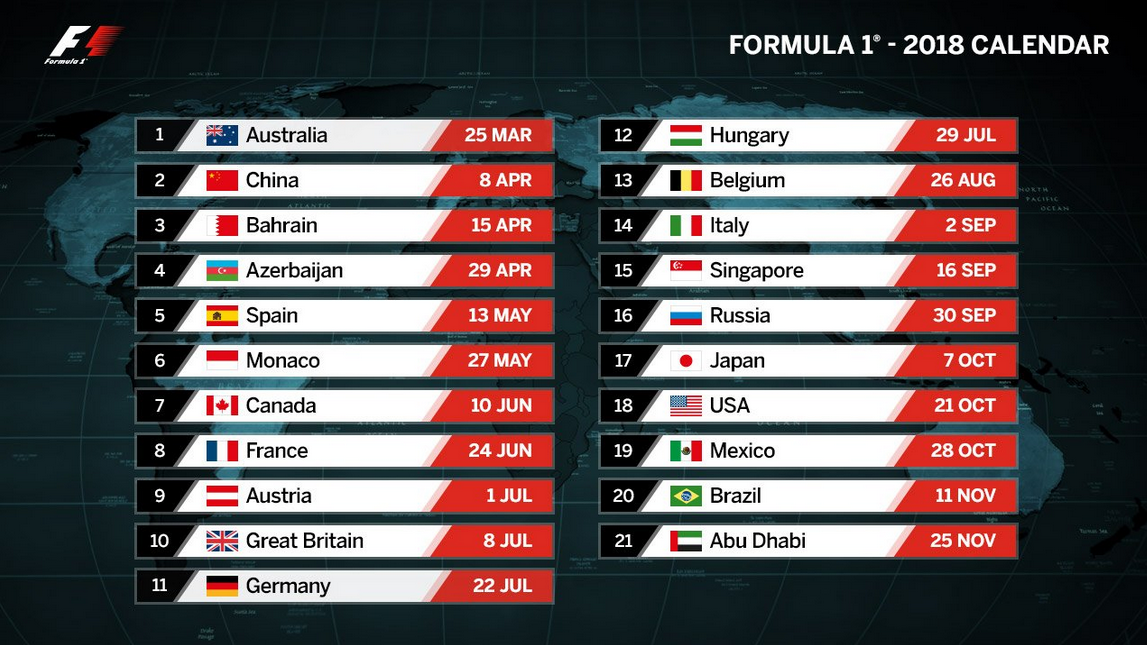 Formula 1®
FORMULA 1® - 2018 CALENDAR
1 Australia 25 MAR
2 China 8 APR
3 Bahrain 15 APR
4 Azerbaijan 29 APR
5 Spain 13 MAY
6 Monaco 27 MAY
7 Canada 10 JUN
8 France 24 JUN
9 Austria 1 JUL
10 Great Britain 8 JUL
11 Germany 22 JUL
12 Hungary 29 JUL
13 Belgium 26 AUG
14 Italy 2 SEP
15 Singapore 16 SEP
16 Russia 30 SEP
17 Japan 7 OCT
18 USA 21 OCT
19 Mexico 28 OCT
20 Brazil 11 NOV
21 Abu Dhabi 25 NOV
NORTH
PACIFIC
OCEAN
ATLANTIC